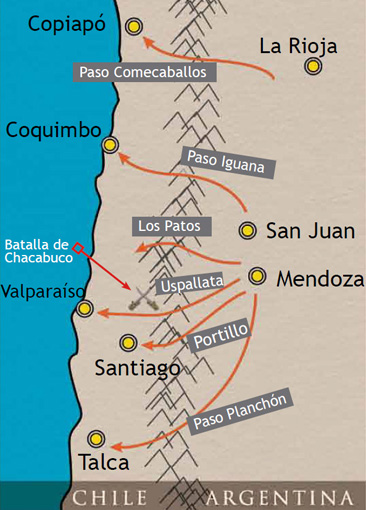 Copiapó
La Rioja
Paso Comecaballos
Coquimbo
Paso Iguana
Los Patos
San Juan
Batalla de
Chacabuco
Uspallata
Mendoza
Valparaíso
Portillo
Santiago
Paso Planchón
Talca
CHILE
ARGENTINA